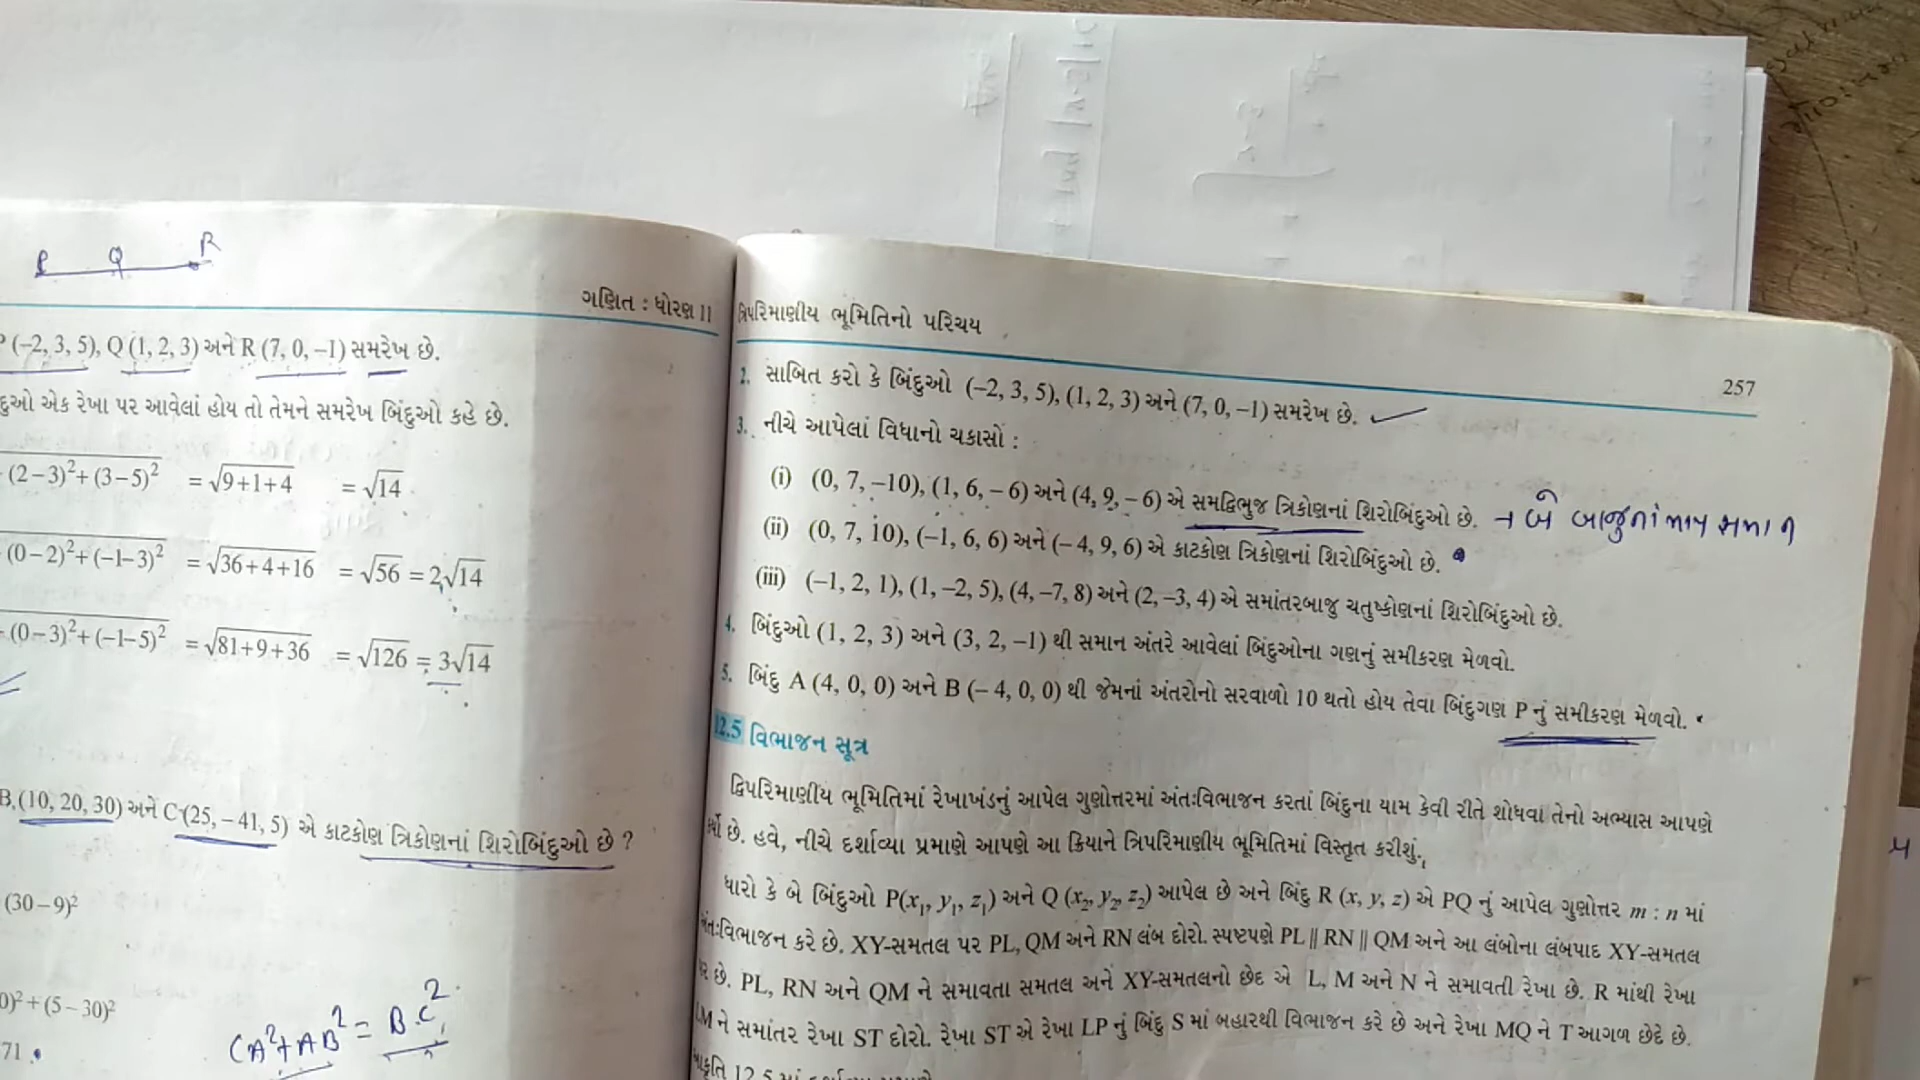 P Q R
ગણિત : ધોરણ 11
P (–2, 3, 5), Q (1, 2, 3) અને R (7, 0, –1) સમરેખ છે.
દુઓ એક રેખા પર આવેલાં હોય તો તેમને સમરેખ બિંદુઓ કહે છે.
(2 – 3)² + (3 – 5)² = √9+1+4 = √14
(0 – 2)² + (–1–3)² = √36+4+16 = √56 = 2√14
(0 – 3)² + (–1–5)² = √81+9+36 = √126 = 3√14
B (10, 20, 30) અને C (25, – 41, 5) એ કાટકોણ ત્રિકોણનાં શિરોબિંદુઓ છે ?
(30 – 9)²
0)² + (5 – 30)²
71
CA² + AB² = BC²
ત્રિપરિમાણીય ભૂમિતિનો પરિચય
257
2. સાબિત કરો કે બિંદુઓ (–2, 3, 5), (1, 2, 3) અને (7, 0, –1) સમરેખ છે.
3. નીચે આપેલાં વિધાનો ચકાસો :
(i) (0, 7, –10), (1, 6, – 6) અને (4, 9, – 6) એ સમદ્વિભુજ ત્રિકોણનાં શિરોબિંદુઓ છે. → બે બાજુનાં માપ સમાન
(ii) (0, 7, 10), (–1, 6, 6) અને (– 4, 9, 6) એ કાટકોણ ત્રિકોણનાં શિરોબિંદુઓ છે.
(iii) (–1, 2, 1), (1, –2, 5), (4, –7, 8) અને (2, –3, 4) એ સમાંતરબાજુ ચતુષ્કોણનાં શિરોબિંદુઓ છે.
4. બિંદુઓ (1, 2, 3) અને (3, 2, –1) થી સમાન અંતરે આવેલાં બિંદુઓના ગણનું સમીકરણ મેળવો.
5. બિંદુ A (4, 0, 0) અને B (– 4, 0, 0) થી જેમનાં અંતરોનો સરવાળો 10 થતો હોય તેવા બિંદુગણ P નું સમીકરણ મેળવો.
12.5 વિભાજન સૂત્ર
દ્વિપરિમાણીય ભૂમિતિમાં રેખાખંડનું આપેલ ગુણોત્તરમાં અંતઃવિભાજન કરતાં બિંદુના યામ કેવી રીતે શોધવા તેનો અભ્યાસ આપણે
ર્યો છે. હવે, નીચે દર્શાવ્યા પ્રમાણે આપણે આ ક્રિયાને ત્રિપરિમાણીય ભૂમિતિમાં વિસ્તૃત કરીશું.
ધારો કે બે બિંદુઓ P(x₁, y₁, z₁) અને Q (x₂, y₂, z₂) આપેલ છે અને બિંદુ R (x, y, z) એ PQ નું આપેલ ગુણોત્તર m : n માં
અંતઃવિભાજન કરે છે. XY-સમતલ પર PL, QM અને RN લંબ દોરો. સ્પષ્ટપણે PL || RN || QM અને આ લંબોના લંબપાદ XY-સમતલ
પર છે. PL, RN અને QM ને સમાવતા સમતલ અને XY-સમતલનો છેદ એ L, M અને N ને સમાવતી રેખા છે. R માંથી રેખા
LM ને સમાંતર રેખા ST દોરો. રેખા ST એ રેખા LP નું બિંદુ S માં બહારથી વિભાજન કરે છે અને રેખા MQ ને T આગળ છેદે છે.
આકૃતિ 12.5 માં દર્શાવ્યા પ્રમાણે